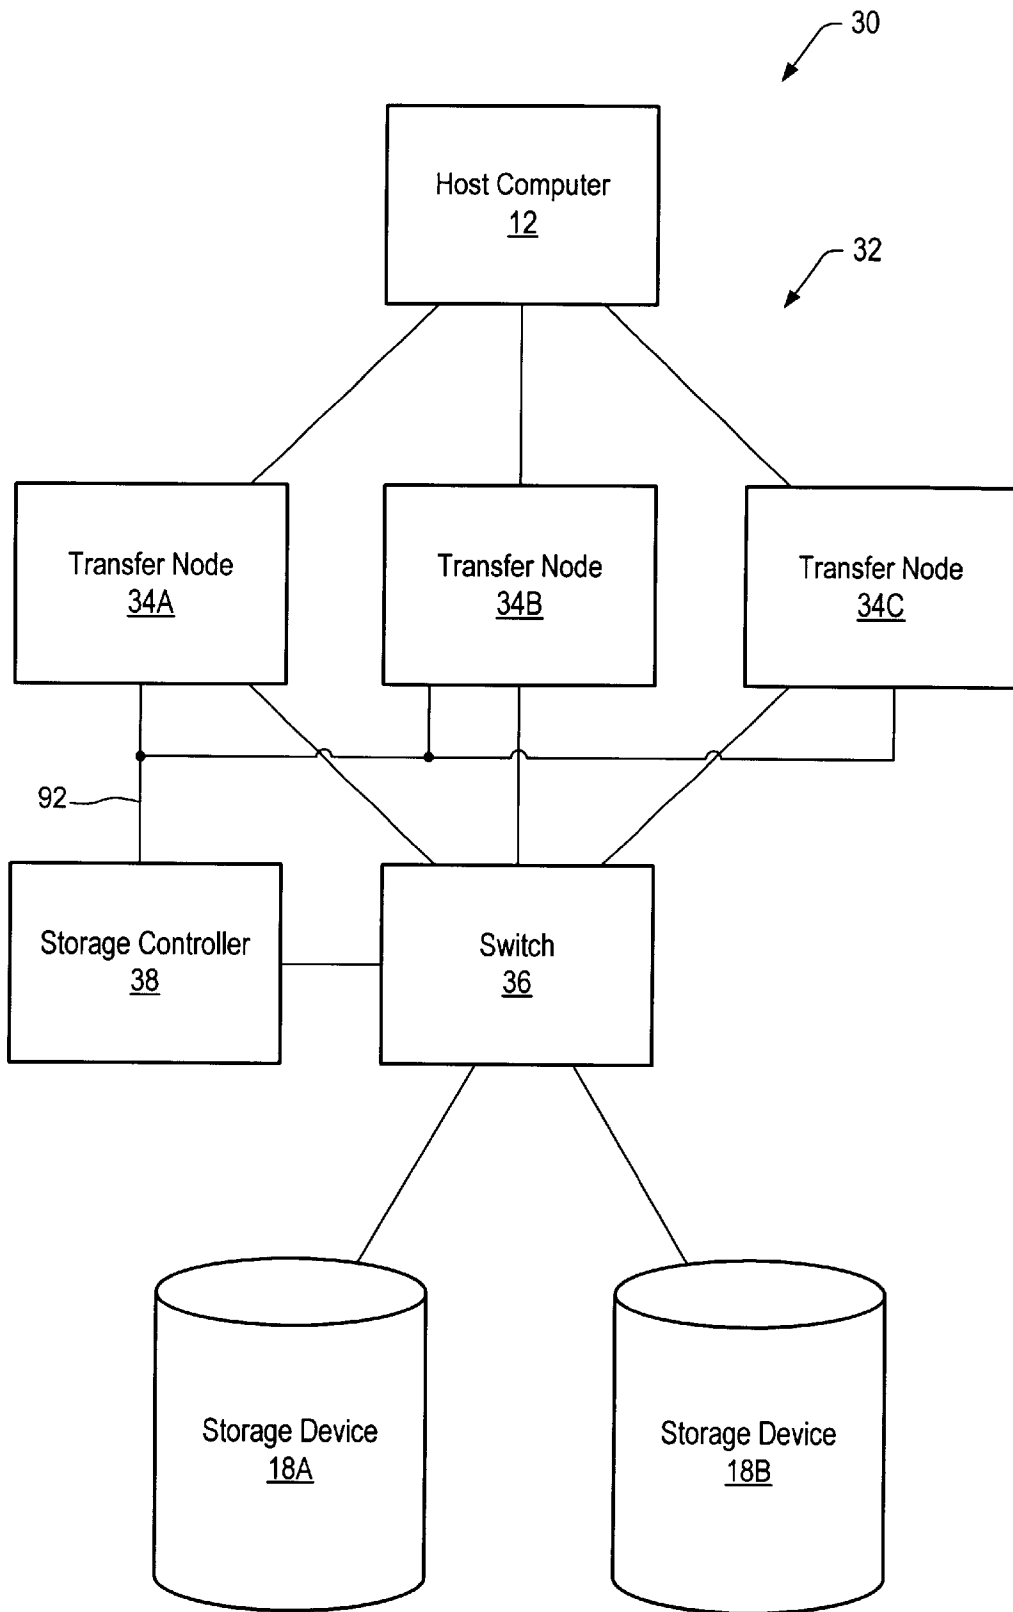 30
Host Computer
12
32
Transfer Node
34A
Transfer Node
34B
Transfer Node
34C
92
Storage Controller
38
Switch
36
Storage Device
18A
Storage Device
18B